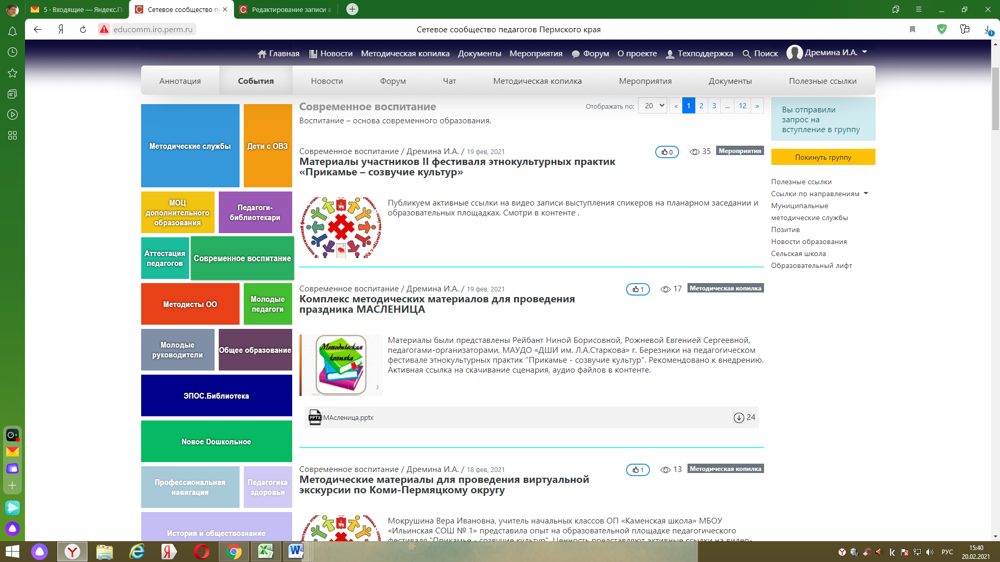 5 · Входящие — Яндекс.По
Сетевое сообщество пе
Редактирование записи в
educomm.iro.perm.ru
Сетевое сообщество педагогов Пермского края
1
Главная
Новости
Методическая копилка
Документы
Мероприятия
Форум
О проекте
Техподдержка
Поиск
Дремина И.А.
Аннотация
События
Новости
Форум
Чат
Методическая копилка
Мероприятия
Документы
Полезные ссылки
Методические службы
Дети с ОВЗ
МОЦ
дополнительного
образования
Педагоги-
библиотекари
Аттестация
педагогов
Современное воспитание
Методисты ОО
Молодые
педагоги
Молодые
руководители
Общее образование
ЭПОС.Библиотека
Nовое Dошкольное
Профессиональная
навигация
Педагогика
здоровья
История и обществознание
Современное воспитание
Отображать по:
20
« 1 2 3 ... 12 »
Воспитание – основа современного образования.
Современное воспитание / Дремина И.А. / 19 фев, 2021
0
35
Мероприятия
Материалы участников II фестиваля этнокультурных практик
«Прикамье – созвучие культур»
Публикуем активные ссылки на видео записи выступления спикеров на планарном заседании и
образовательных площадках. Смотри в контенте .
Современное воспитание / Дремина И.А. / 19 фев, 2021
1
17
Методическая копилка
Комплекс методических материалов для проведения
праздника МАСЛЕНИЦА
Методическая
копилка
Материалы были представлены Рейбант Ниной Борисовной, Рожневой Евгенией Сергеевной,
педагогами-организаторами, МАУДО «ДШИ им. Л.А.Старкова» г. Березники на педагогическом
фестивале этнокультурных практик "Прикамье - созвучие культур". Рекомендовано к внедрению.
Активная ссылка на скачивание сценария, аудио файлов в контенте.
PPTX
МАсленица.pptx
24
Современное воспитание / Дремина И.А. / 18 фев, 2021
1
13
Методическая копилка
Методические материалы для проведения виртуальной
экскурсии по Коми-Пермяцкому округу
Мокрушина Вера Ивановна, учитель начальных классов ОП «Каменская школа» МБОУ
«Ильинская СОШ № 1» представила опыт на образовательной площадке педагогического
фестиваля "Прикамье - созвучие культур". Ценность представляют активные ссылки на видео-
Вы отправили
запрос на
вступление в группу
Покинуть группу
Полезные ссылки
Ссылки по направлениям
Муниципальные
методические службы
Позитив
Новости образования
Сельская школа
Образовательный лифт
РУС
15:40
20.02.2021